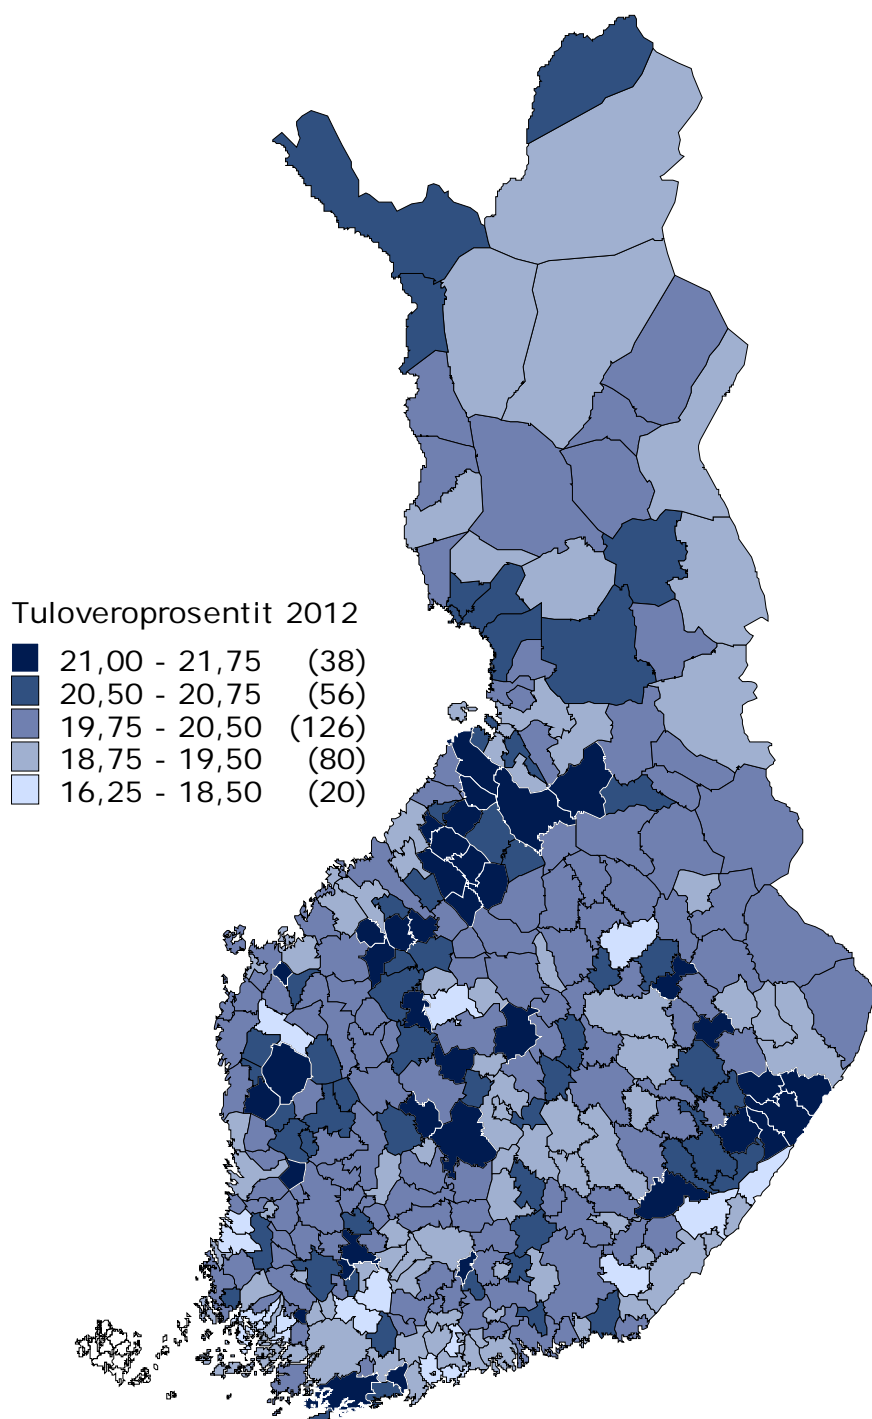 Tuloveroprosentit 2012
21,00 - 21,75 (38)
20,50 - 20,75 (56)
19,75 - 20,50 (126)
18,75 - 19,50 (80)
16,25 - 18,50 (20)